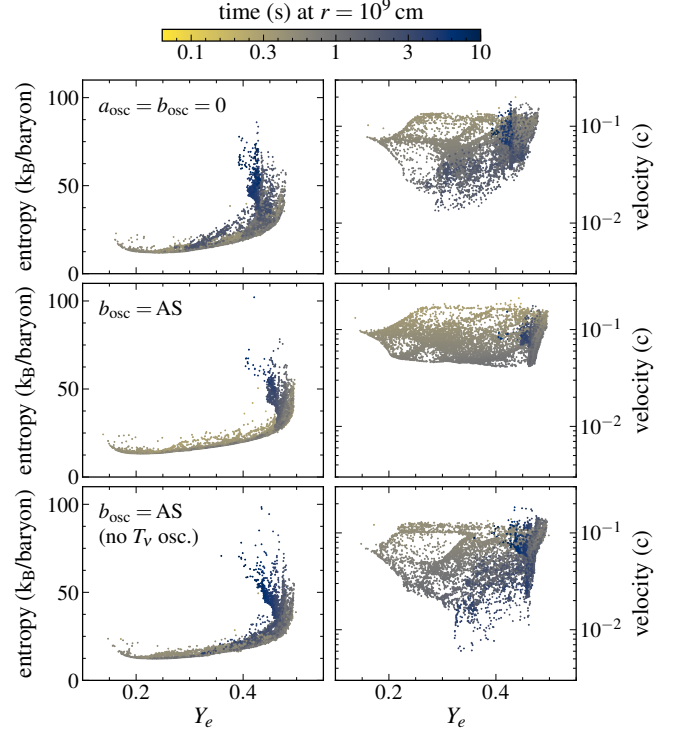 time (s) at r = 10⁹ cm
0.1 0.3 1 3 10
a_osc = b_osc = 0
entropy (k_B/baryon)
100
50
0
velocity (c)
10⁻¹
10⁻²
b_osc = AS
entropy (k_B/baryon)
100
50
0
velocity (c)
10⁻¹
10⁻²
b_osc = AS
(no T_ν osc.)
entropy (k_B/baryon)
100
50
0
velocity (c)
10⁻¹
10⁻²
0.2 0.4 0.2 0.4
Y_e Y_e